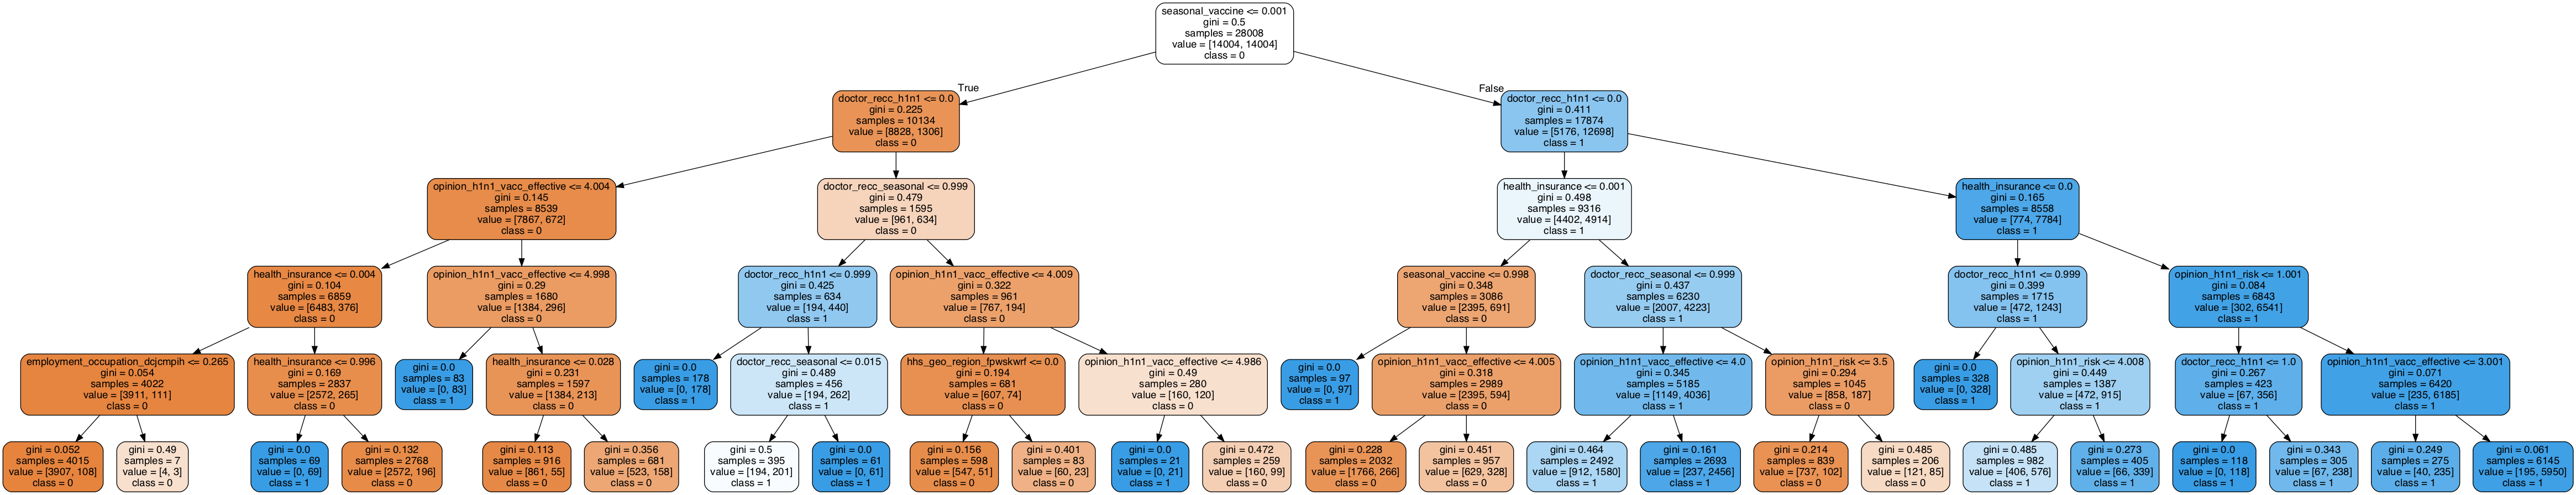 seasonal_vaccine <= 0.001
gini = 0.5
samples = 28008
value = [14004, 14004]
class = 0
True
False
doctor_recc_h1n1 <= 0.0
gini = 0.225
samples = 10134
value = [8828, 1306]
class = 0
doctor_recc_h1n1 <= 0.0
gini = 0.411
samples = 17874
value = [5176, 12698]
class = 1
opinion_h1n1_vacc_effective <= 4.004
gini = 0.145
samples = 8539
value = [7867, 672]
class = 0
doctor_recc_seasonal <= 0.999
gini = 0.479
samples = 1595
value = [961, 634]
class = 0
health_insurance <= 0.001
gini = 0.498
samples = 9316
value = [4402, 4914]
class = 1
health_insurance <= 0.0
gini = 0.165
samples = 8558
value = [774, 7784]
class = 1
health_insurance <= 0.004
gini = 0.104
samples = 6859
value = [6483, 376]
class = 0
opinion_h1n1_vacc_effective <= 4.998
gini = 0.29
samples = 1680
value = [1384, 296]
class = 0
doctor_recc_h1n1 <= 0.999
gini = 0.425
samples = 634
value = [194, 440]
class = 1
opinion_h1n1_vacc_effective <= 4.009
gini = 0.322
samples = 961
value = [767, 194]
class = 0
seasonal_vaccine <= 0.998
gini = 0.348
samples = 3086
value = [2395, 691]
class = 0
doctor_recc_seasonal <= 0.999
gini = 0.437
samples = 6230
value = [2007, 4223]
class = 1
doctor_recc_h1n1 <= 0.999
gini = 0.399
samples = 1715
value = [472, 1243]
class = 1
opinion_h1n1_risk <= 1.001
gini = 0.084
samples = 6843
value = [302, 6541]
class = 1
employment_occupation_dcjcmpih <= 0.265
gini = 0.054
samples = 4022
value = [3911, 111]
class = 0
health_insurance <= 0.996
gini = 0.169
samples = 2837
value = [2572, 265]
class = 0
gini = 0.0
samples = 83
value = [0, 83]
class = 1
health_insurance <= 0.028
gini = 0.231
samples = 1597
value = [1384, 213]
class = 0
gini = 0.0
samples = 178
value = [0, 178]
class = 1
doctor_recc_seasonal <= 0.015
gini = 0.489
samples = 456
value = [194, 262]
class = 1
hhs_geo_region_fpwskwrf <= 0.0
gini = 0.194
samples = 681
value = [607, 74]
class = 0
opinion_h1n1_vacc_effective <= 4.986
gini = 0.49
samples = 280
value = [160, 120]
class = 0
gini = 0.0
samples = 97
value = [0, 97]
class = 1
opinion_h1n1_vacc_effective <= 4.005
gini = 0.318
samples = 2989
value = [2395, 594]
class = 0
opinion_h1n1_vacc_effective <= 4.0
gini = 0.345
samples = 5185
value = [1149, 4036]
class = 1
opinion_h1n1_risk <= 3.5
gini = 0.294
samples = 1045
value = [858, 187]
class = 0
gini = 0.0
samples = 328
value = [0, 328]
class = 1
opinion_h1n1_risk <= 4.008
gini = 0.449
samples = 1387
value = [472, 915]
class = 1
doctor_recc_h1n1 <= 1.0
gini = 0.267
samples = 423
value = [67, 356]
class = 1
opinion_h1n1_vacc_effective <= 3.001
gini = 0.071
samples = 6420
value = [235, 6185]
class = 1
gini = 0.052
samples = 4015
value = [3907, 108]
class = 0
gini = 0.49
samples = 7
value = [4, 3]
class = 0
gini = 0.0
samples = 69
value = [0, 69]
class = 1
gini = 0.132
samples = 2768
value = [2572, 196]
class = 0
gini = 0.113
samples = 916
value = [861, 55]
class = 0
gini = 0.356
samples = 681
value = [523, 158]
class = 0
gini = 0.5
samples = 395
value = [194, 201]
class = 1
gini = 0.0
samples = 61
value = [0, 61]
class = 1
gini = 0.156
samples = 598
value = [547, 51]
class = 0
gini = 0.401
samples = 83
value = [60, 23]
class = 0
gini = 0.0
samples = 21
value = [0, 21]
class = 1
gini = 0.472
samples = 259
value = [160, 99]
class = 0
gini = 0.228
samples = 2032
value = [1766, 266]
class = 0
gini = 0.451
samples = 957
value = [629, 328]
class = 0
gini = 0.464
samples = 2492
value = [912, 1580]
class = 1
gini = 0.161
samples = 2693
value = [237, 2456]
class = 1
gini = 0.214
samples = 839
value = [737, 102]
class = 0
gini = 0.485
samples = 206
value = [121, 85]
class = 0
gini = 0.485
samples = 982
value = [406, 576]
class = 1
gini = 0.273
samples = 405
value = [66, 339]
class = 1
gini = 0.0
samples = 118
value = [0, 118]
class = 1
gini = 0.343
samples = 305
value = [67, 238]
class = 1
gini = 0.249
samples = 275
value = [40, 235]
class = 1
gini = 0.061
samples = 6145
value = [195, 5950]
class = 1